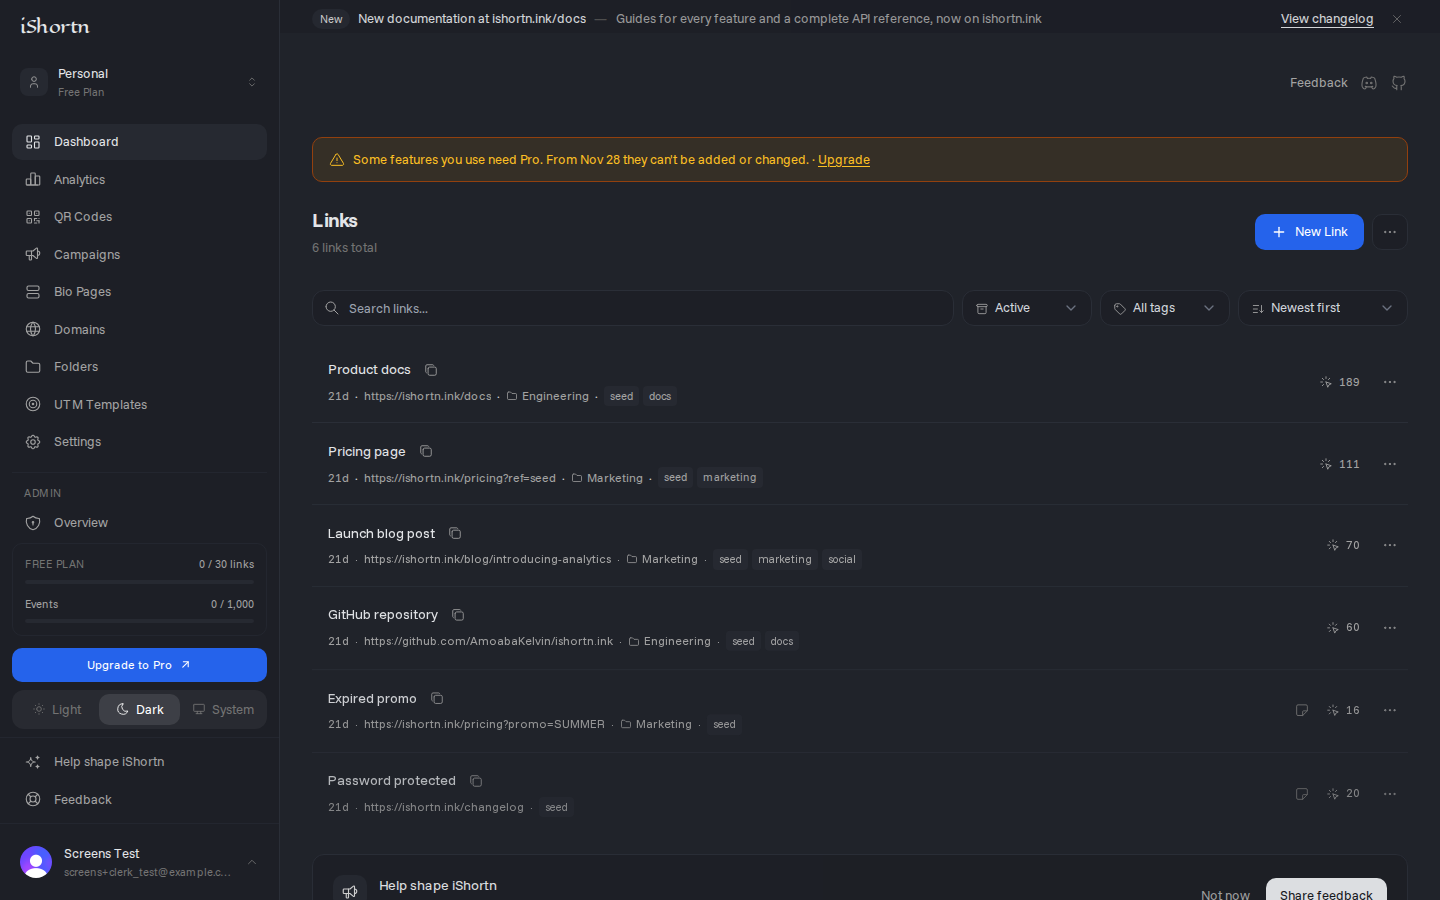 iShortn
Personal
Free Plan
Dashboard
Analytics
QR Codes
Campaigns
Bio Pages
Domains
Folders
UTM Templates
Settings
ADMIN
Overview
FREE PLAN 0 / 30 links
Events 0 / 1,000
Upgrade to Pro
Light Dark System
Help shape iShortn
Feedback
Screens Test
screens+clerk_test@example.c...
New New documentation at ishortn.ink/docs — Guides for every feature and a complete API reference, now on ishortn.ink View changelog
Feedback
Some features you use need Pro. From Nov 28 they can't be added or changed. · Upgrade
Links
6 links total
New Link
Search links... Active All tags Newest first
Product docs
21d · https://ishortn.ink/docs · Engineering · seed docs
189
Pricing page
21d · https://ishortn.ink/pricing?ref=seed · Marketing · seed marketing
111
Launch blog post
21d · https://ishortn.ink/blog/introducing-analytics · Marketing · seed marketing social
70
GitHub repository
21d · https://github.com/AmoabaKelvin/ishortn.ink · Engineering · seed docs
60
Expired promo
21d · https://ishortn.ink/pricing?promo=SUMMER · Marketing · seed
16
Password protected
21d · https://ishortn.ink/changelog · seed
20
Help shape iShortn
Not now Share feedback